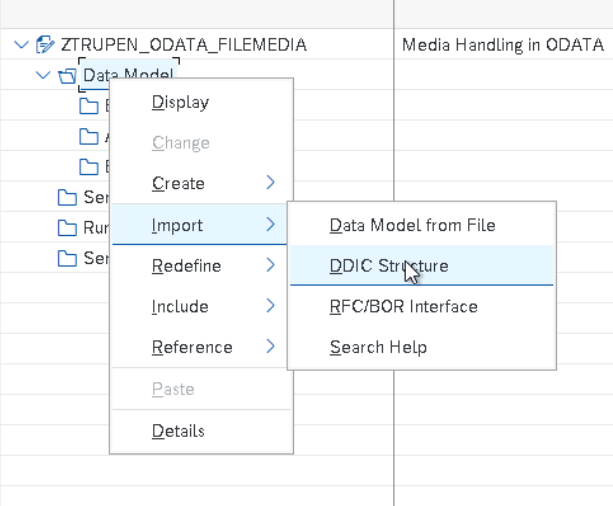 ZTRUPEN_ODATA_FILEMEDIA
Media Handling in ODATA
Data Model
Display
Change
Create
Import
Redefine
Include
Reference
Paste
Details
Data Model from File
DDIC Structure
RFC/BOR Interface
Search Help